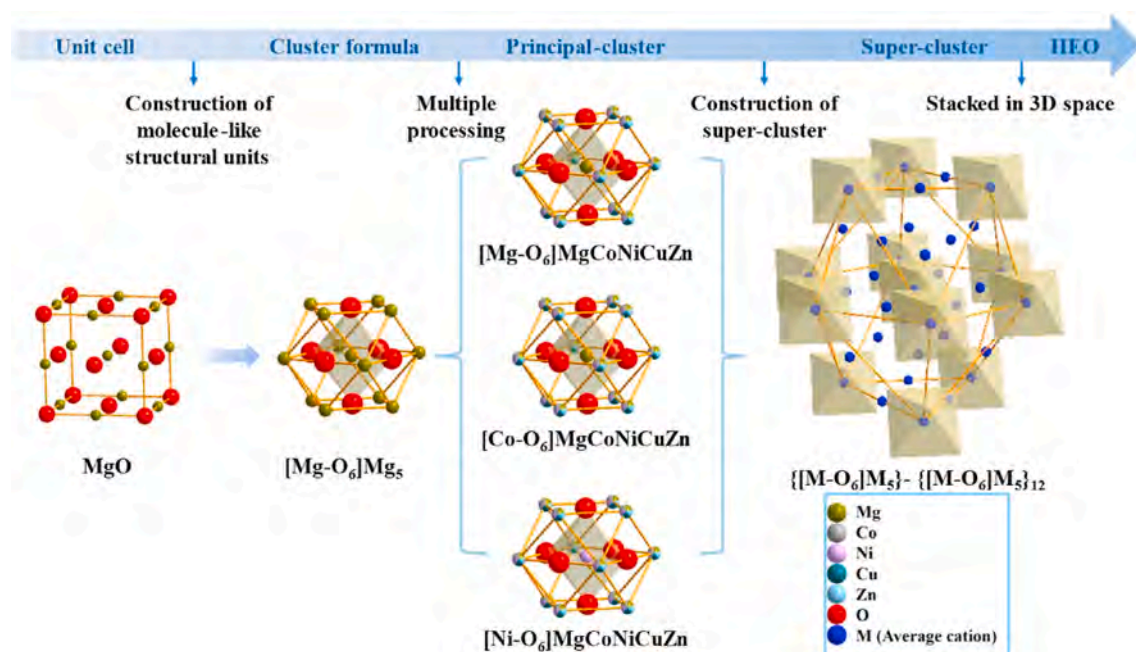 Unit cell
Cluster formula
Principal-cluster
Super-cluster
HEO
Construction of
molecule-like
structural units
Multiple
processing
Construction of
super-cluster
Stacked in 3D space
[Mg-O₆]MgCoNiCuZn
MgO
[Mg-O₆]Mg₅
[Co-O₆]MgCoNiCuZn
{[M-O₆]M₅}- {[M-O₆]M₅}₁₂
[Ni-O₆]MgCoNiCuZn
Mg
Co
Ni
Cu
Zn
O
M (Average cation)